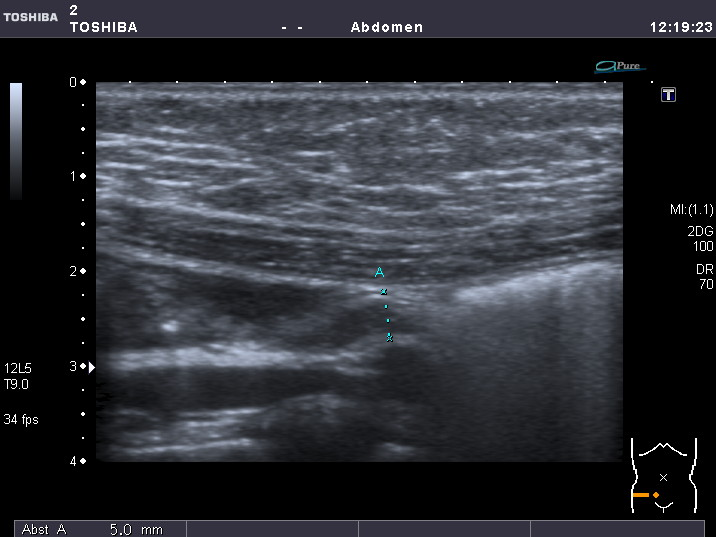 TOSHIBA
2
TOSHIBA - - Abdomen 12:19:23
Pure
T
0
1
2
3
4
A
MI:(1.1)
2DG
100
DR
70
12L5
T9.0
34 fps
Abst A 5.0 mm